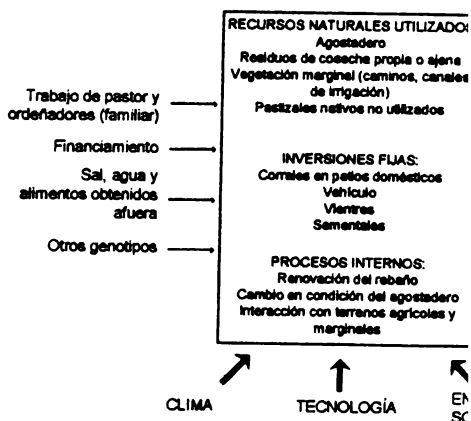 RECURSOS NATURALES UTILIZADOS
Agostadero
Residuos de cosecha propia o ajena
Vegetación marginal (caminos, canales
de irrigación)
Pastizales nativos no utilizados
Trabajo de pastor y
ordeñadores (familiar)
Financiamiento
Sal, agua y
alimentos obtenidos
afuera
Otros genotipos
INVERSIONES FIJAS:
Corrales en patios domésticos
Vehículo
Vientres
Sementales
PROCESOS INTERNOS:
Renovación del rebaño
Cambio en condición del agostadero
Interacción con terrenos agrícolas y
marginales
CLIMA
TECNOLOGÍA